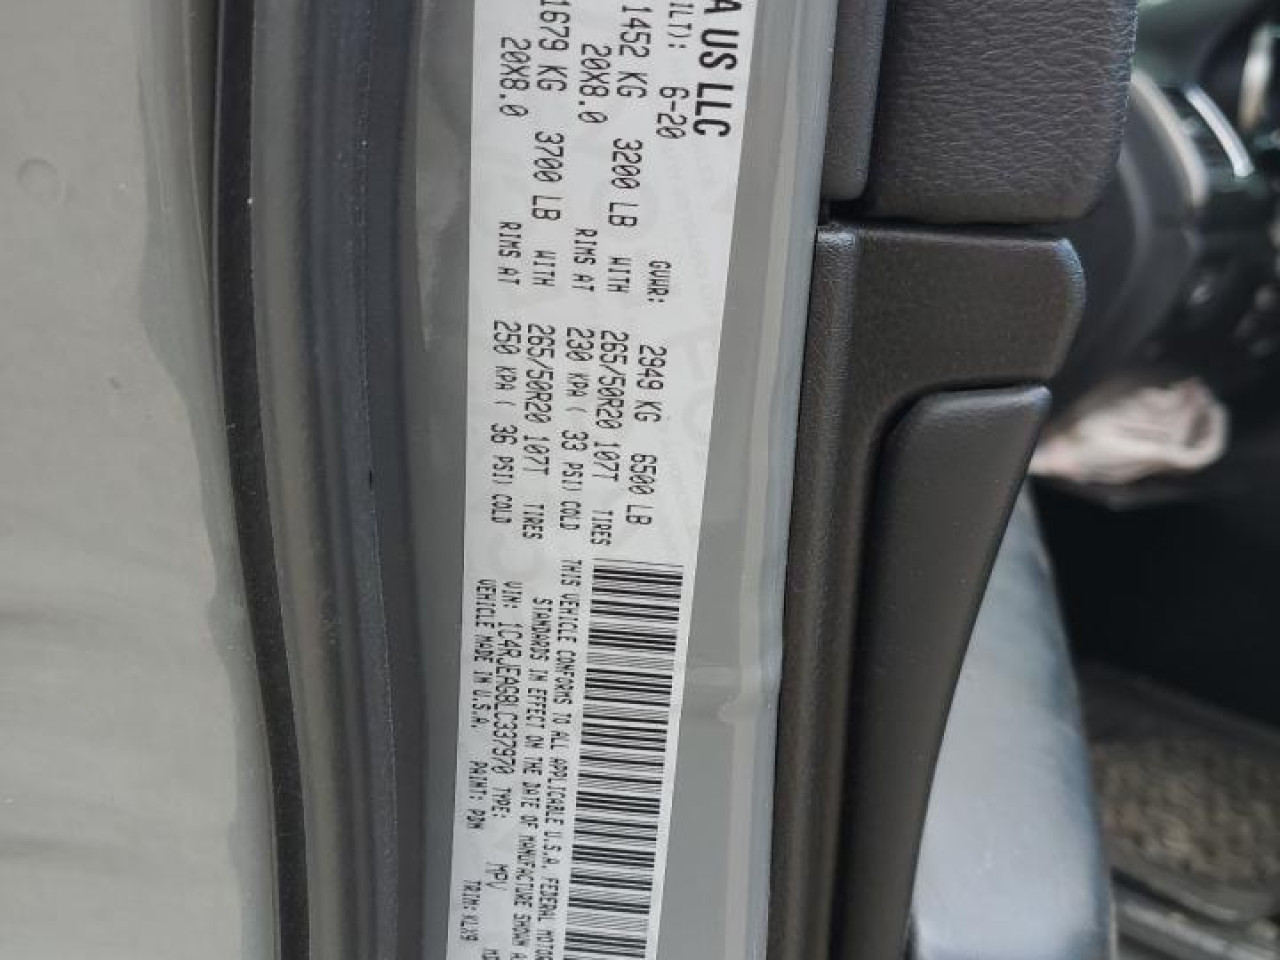 A US LLC
ILT): 6-20 GVWR: 2949 KG 6500 LB
1452 KG 3200 LB WITH 265/50R20 107T TIRES
20X8.0 RIMS AT 230 KPA ( 33 PSI) COLD
1679 KG 3700 LB WITH 265/50R20 107T TIRES
20X8.0 RIMS AT 250 KPA ( 36 PSI) COLD
THIS VEHICLE CONFORMS TO ALL APPLICABLE U.S.A. FEDERAL MOTOR
STANDARDS IN EFFECT ON THE DATE OF MANUFACTURE SHOWN A
VIN: 1C4RJEAG8LC337970 TYPE: MPV
VEHICLE MADE IN U.S.A. PAINT: PDN TRIM: KLX9